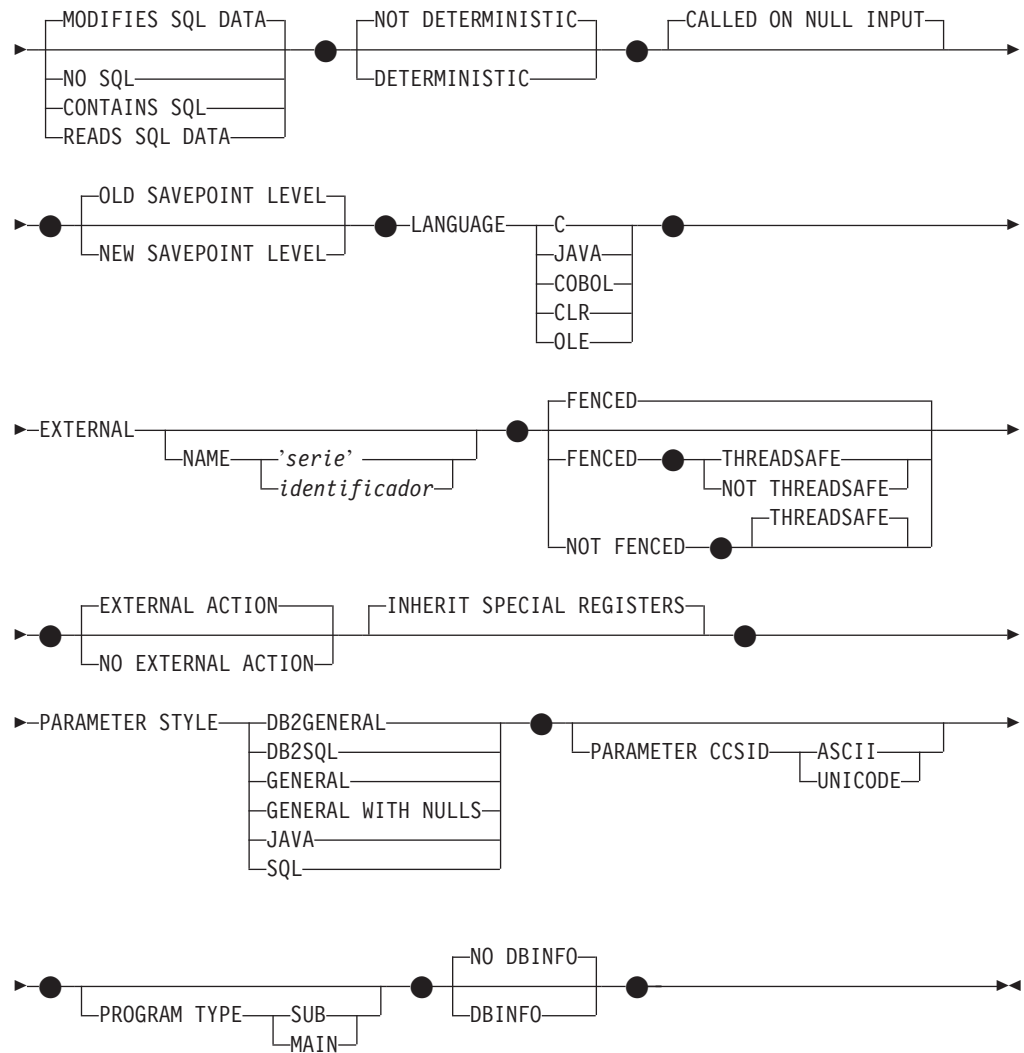 MODIFIES SQL DATA NOT DETERMINISTIC CALLED ON NULL INPUT
NO SQL DETERMINISTIC
CONTAINS SQL
READS SQL DATA
OLD SAVEPOINT LEVEL LANGUAGE C
NEW SAVEPOINT LEVEL JAVA
COBOL
CLR
OLE
FENCED
EXTERNAL
NAME 'serie' FENCED THREADSAFE
identificador NOT THREADSAFE
THREADSAFE
NOT FENCED
EXTERNAL ACTION INHERIT SPECIAL REGISTERS
NO EXTERNAL ACTION
PARAMETER STYLE DB2GENERAL
DB2SQL PARAMETER CCSID ASCII
GENERAL UNICODE
GENERAL WITH NULLS
JAVA
SQL
NO DBINFO
PROGRAM TYPE SUB DBINFO
MAIN